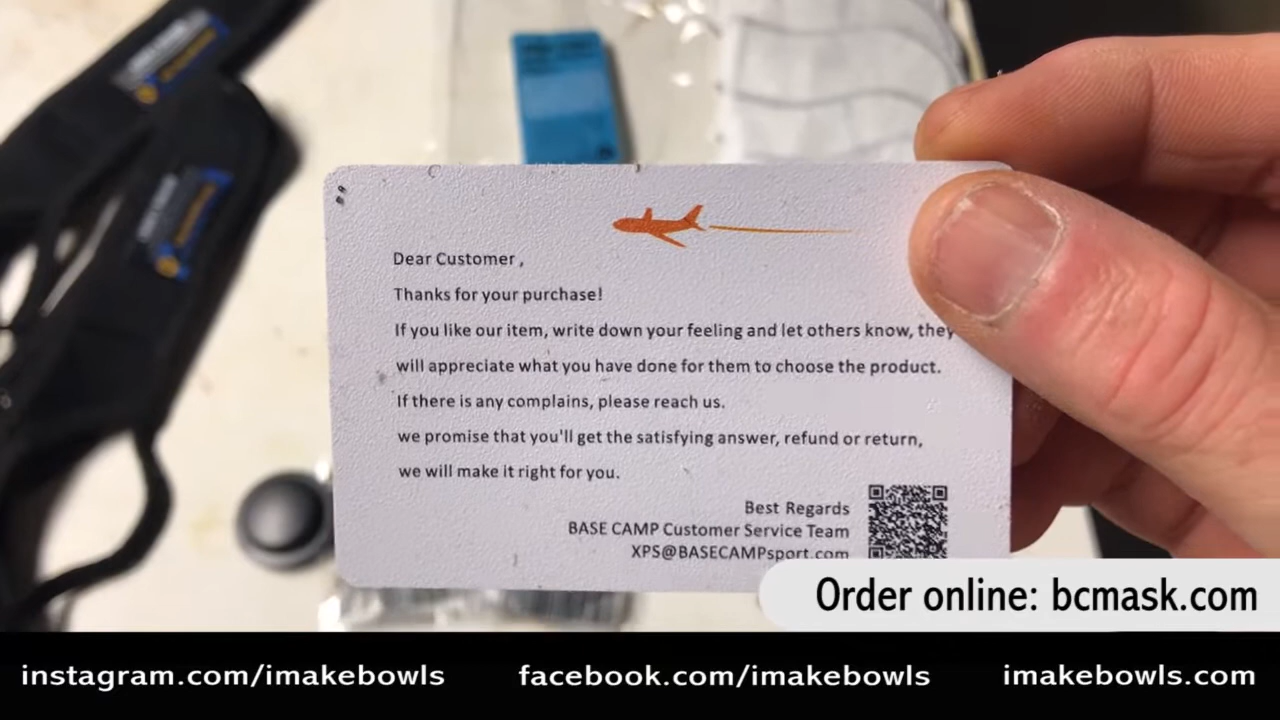 Dear Customer ,
Thanks for your purchase!
If you like our item, write down your feeling and let others know, they
will appreciate what you have done for them to choose the product.
If there is any complains, please reach us.
we promise that you'll get the satisfying answer, refund or return,
we will make it right for you.
Best Regards
BASE CAMP Customer Service Team
XPS@BASECAMPsport.com
Order online: bcmask.com
instagram.com/imakebowls facebook.com/imakebowls imakebowls.com